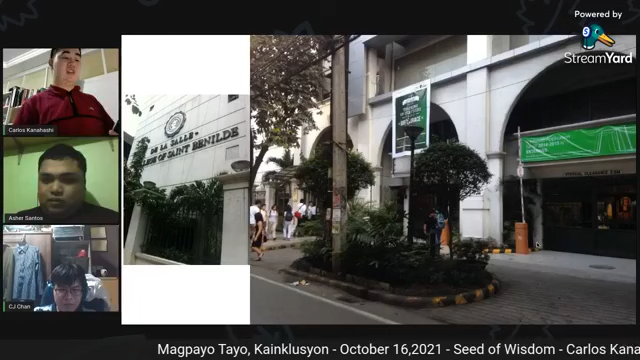 Powered by
StreamYard
Carlos Kanahashi
Asher Santos
CJ Chan
DE LA SALLE
COLLEGE OF SAINT BENILDE
Magpayo Tayo, Kainklusyon - October 16,2021 - Seed of Wisdom - Carlos Kana